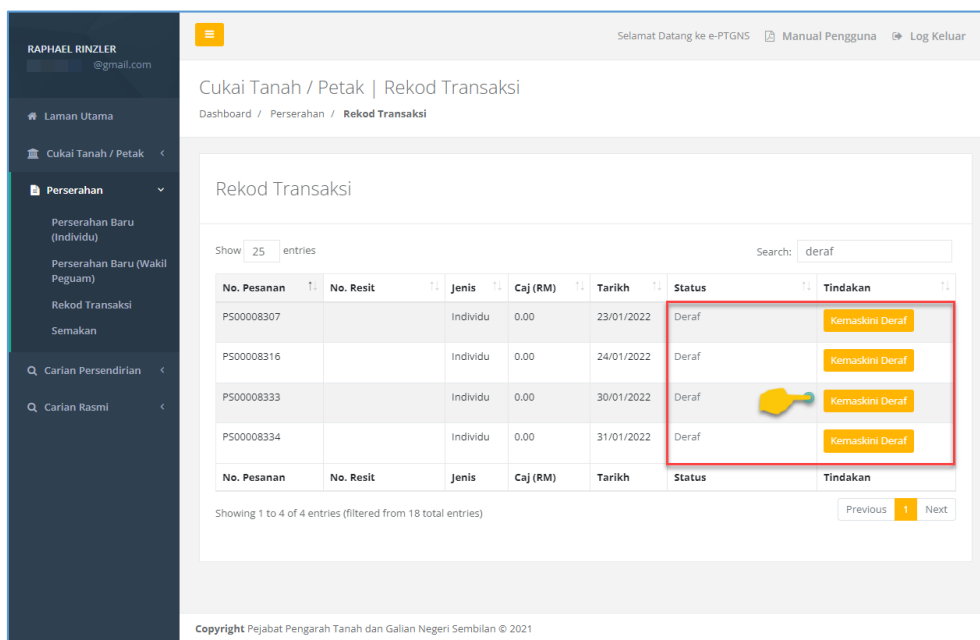 RAPHAEL RINZLER
@gmail.com
Laman Utama
Cukai Tanah / Petak
Perserahan
Perserahan Baru
(Individu)
Perserahan Baru (Wakil
Peguam)
Rekod Transaksi
Semakan
Carian Persendirian
Carian Rasmi
Selamat Datang ke e-PTGNS Manual Pengguna Log Keluar
Cukai Tanah / Petak | Rekod Transaksi
Dashboard / Perserahan / Rekod Transaksi
Rekod Transaksi
Show 25 entries Search: deraf
No. Pesanan No. Resit Jenis Caj (RM) Tarikh Status Tindakan
PS00008307 Individu 0.00 23/01/2022 Deraf Kemaskini Deraf
PS00008316 Individu 0.00 24/01/2022 Deraf Kemaskini Deraf
PS00008333 Individu 0.00 30/01/2022 Deraf Kemaskini Deraf
PS00008334 Individu 0.00 31/01/2022 Deraf Kemaskini Deraf
No. Pesanan No. Resit Jenis Caj (RM) Tarikh Status Tindakan
Showing 1 to 4 of 4 entries (filtered from 18 total entries) Previous 1 Next
Copyright Pejabat Pengarah Tanah dan Galian Negeri Sembilan © 2021